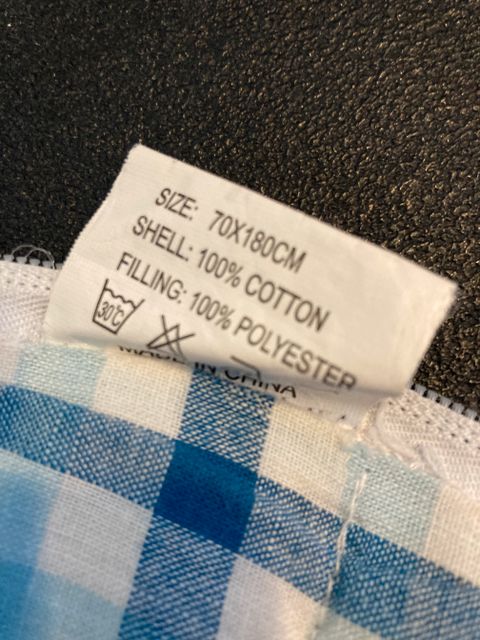 SIZE: 70X180CM
SHELL: 100% COTTON
FILLING: 100% POLYESTER
30℃
MADE IN CHINA